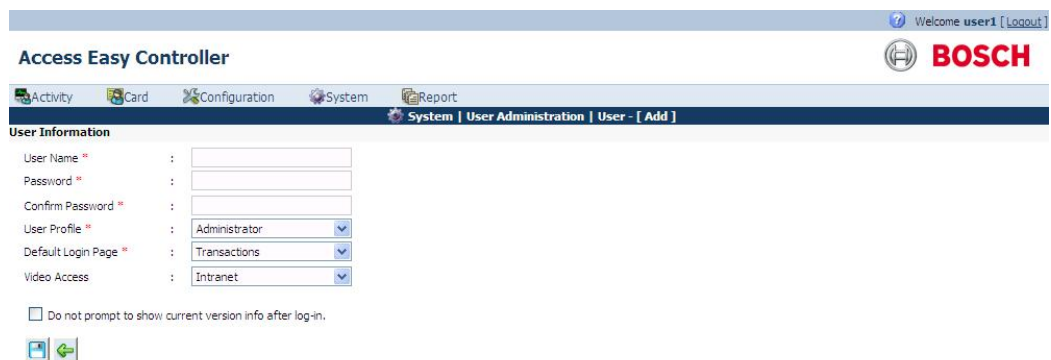 Welcome user1 [ Logout ]
Access Easy Controller
BOSCH
Activity Card Configuration System Report
System | User Administration | User - [ Add ]
User Information
User Name * :
Password * :
Confirm Password * :
User Profile * : Administrator
Default Login Page * : Transactions
Video Access : Intranet
Do not prompt to show current version info after log-in.